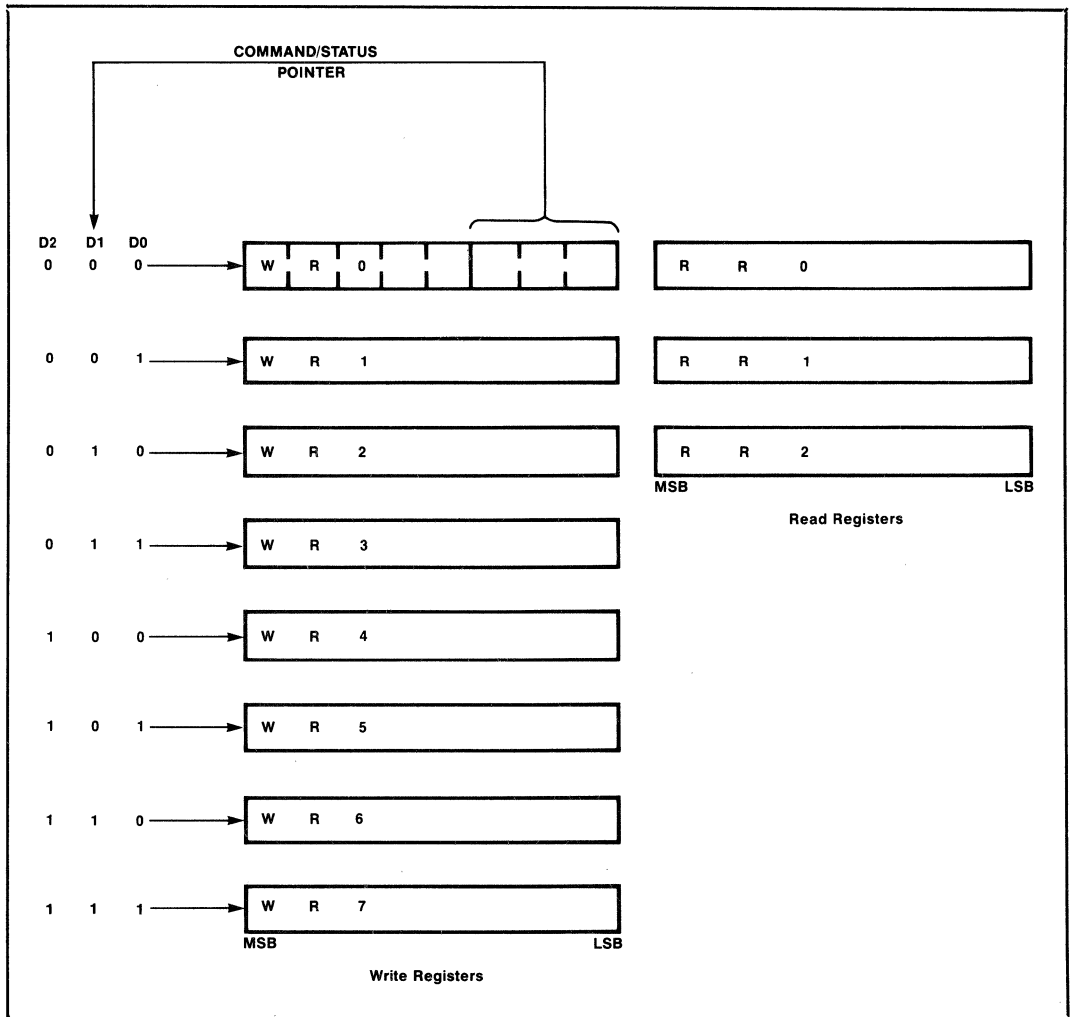 COMMAND/STATUS
POINTER
D2 D1 D0
0 0 0 W R 0 R R 0
0 0 1 W R 1 R R 1
0 1 0 W R 2 R R 2
MSB LSB
Read Registers
0 1 1 W R 3
1 0 0 W R 4
1 0 1 W R 5
1 1 0 W R 6
1 1 1 W R 7
MSB LSB
Write Registers